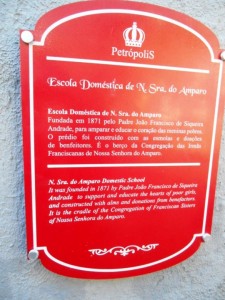 PetrópoliS
Escola Doméstica de N. Sra. do Amparo
Escola Doméstica de N. Sra. do Amparo
Fundada em 1871 pelo Padre João Francisco de Siqueira
Andrade, para amparar e educar o coração das meninas pobres.
O prédio foi construído com as esmolas e doações
de benfeitores. É o berço da Congregação das Irmãs
Franciscanas de Nossa Senhora do Amparo.
N. Sra. do Amparo Domestic School
It was founded in 1871 by Padre João Francisco de Siqueira
Andrade to support and educate the hearts of poor girls,
and constructed with alms and donations from benefactors.
It is the cradle of the Congregation of Franciscan Sisters
of Nossa Senhora do Amparo.